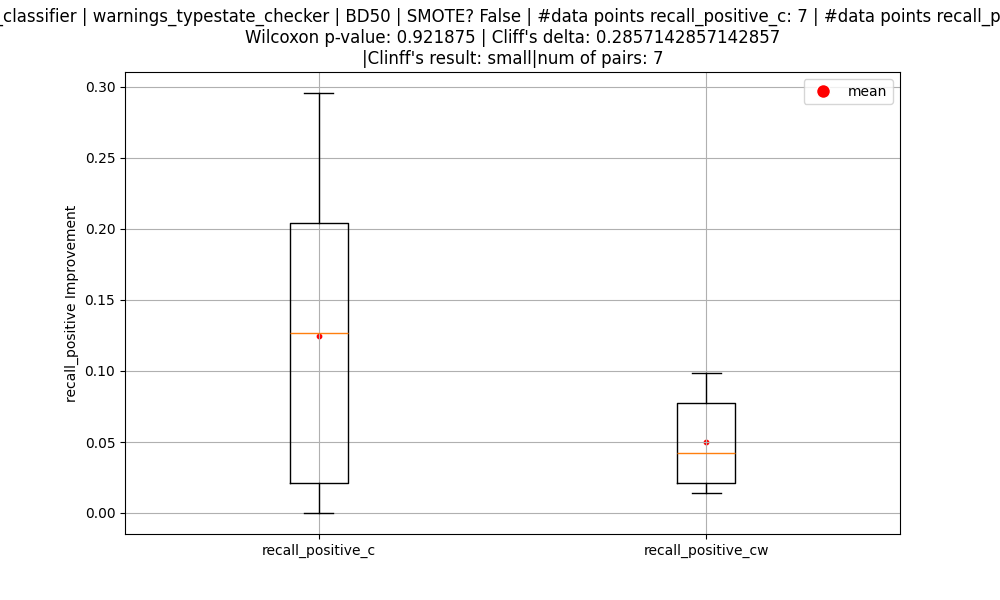 _classifier | warnings_typestate_checker | BD50 | SMOTE? False | #data points recall_positive_c: 7 | #data points
Wilcoxon p-value: 0.921875 | Cliff's delta: 0.2857142857142857
|Clinff's result: small|num of pairs: 7
mean
0.30
0.25
0.20
0.15
0.10
0.05
0.00
recall_positive Improvement
recall_positive_c
recall_positive_cw